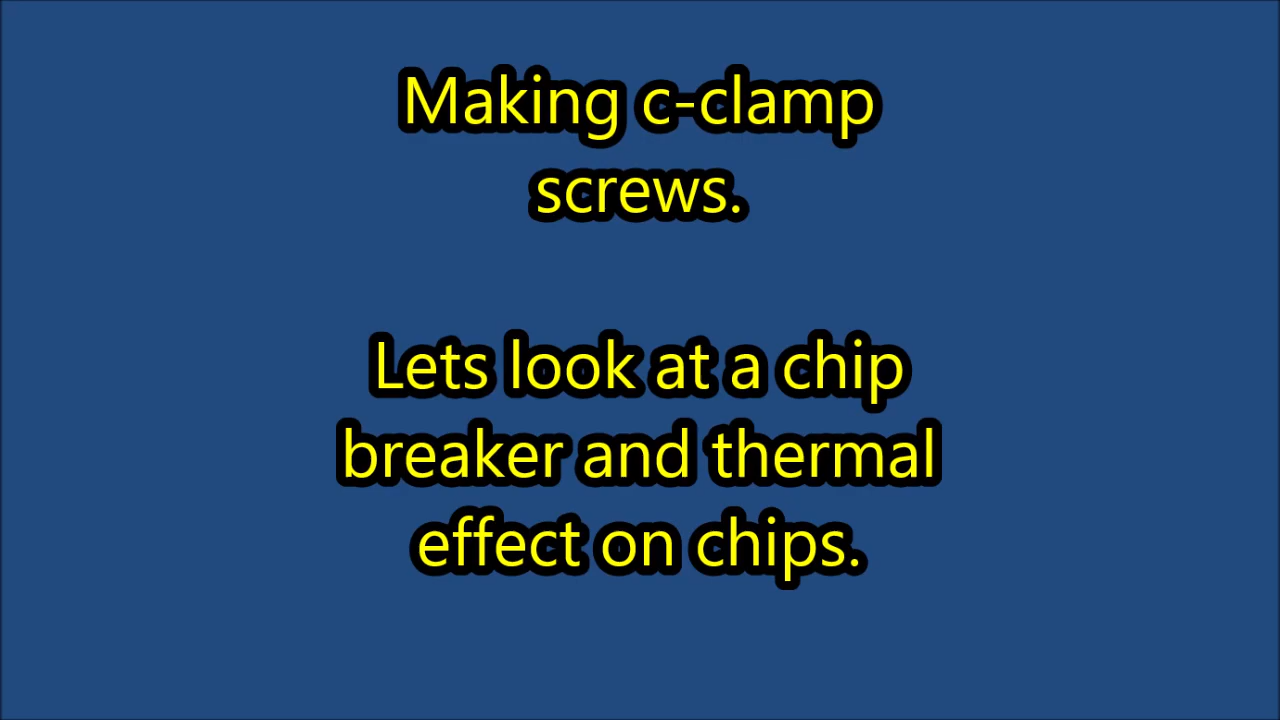 Making c-clamp
screws.
Lets look at a chip
breaker and thermal
effect on chips.